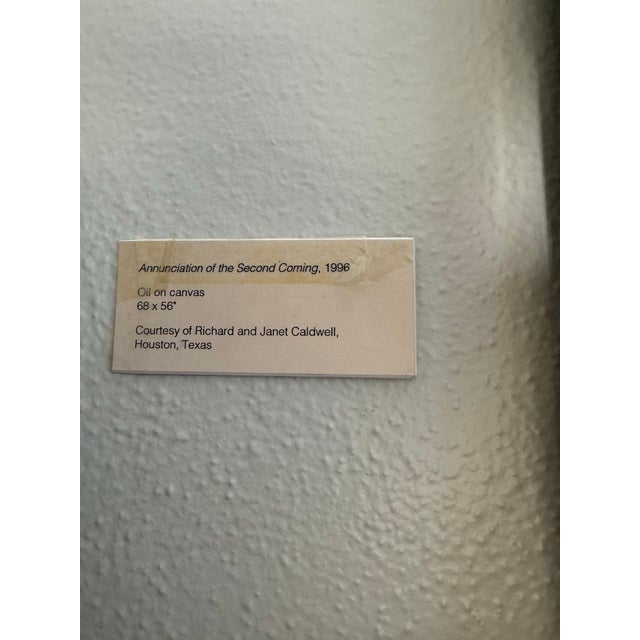 Annunciation of the Second Coming, 1996
Oil on canvas
68 x 56"
Courtesy of Richard and Janet Caldwell,
Houston, Texas